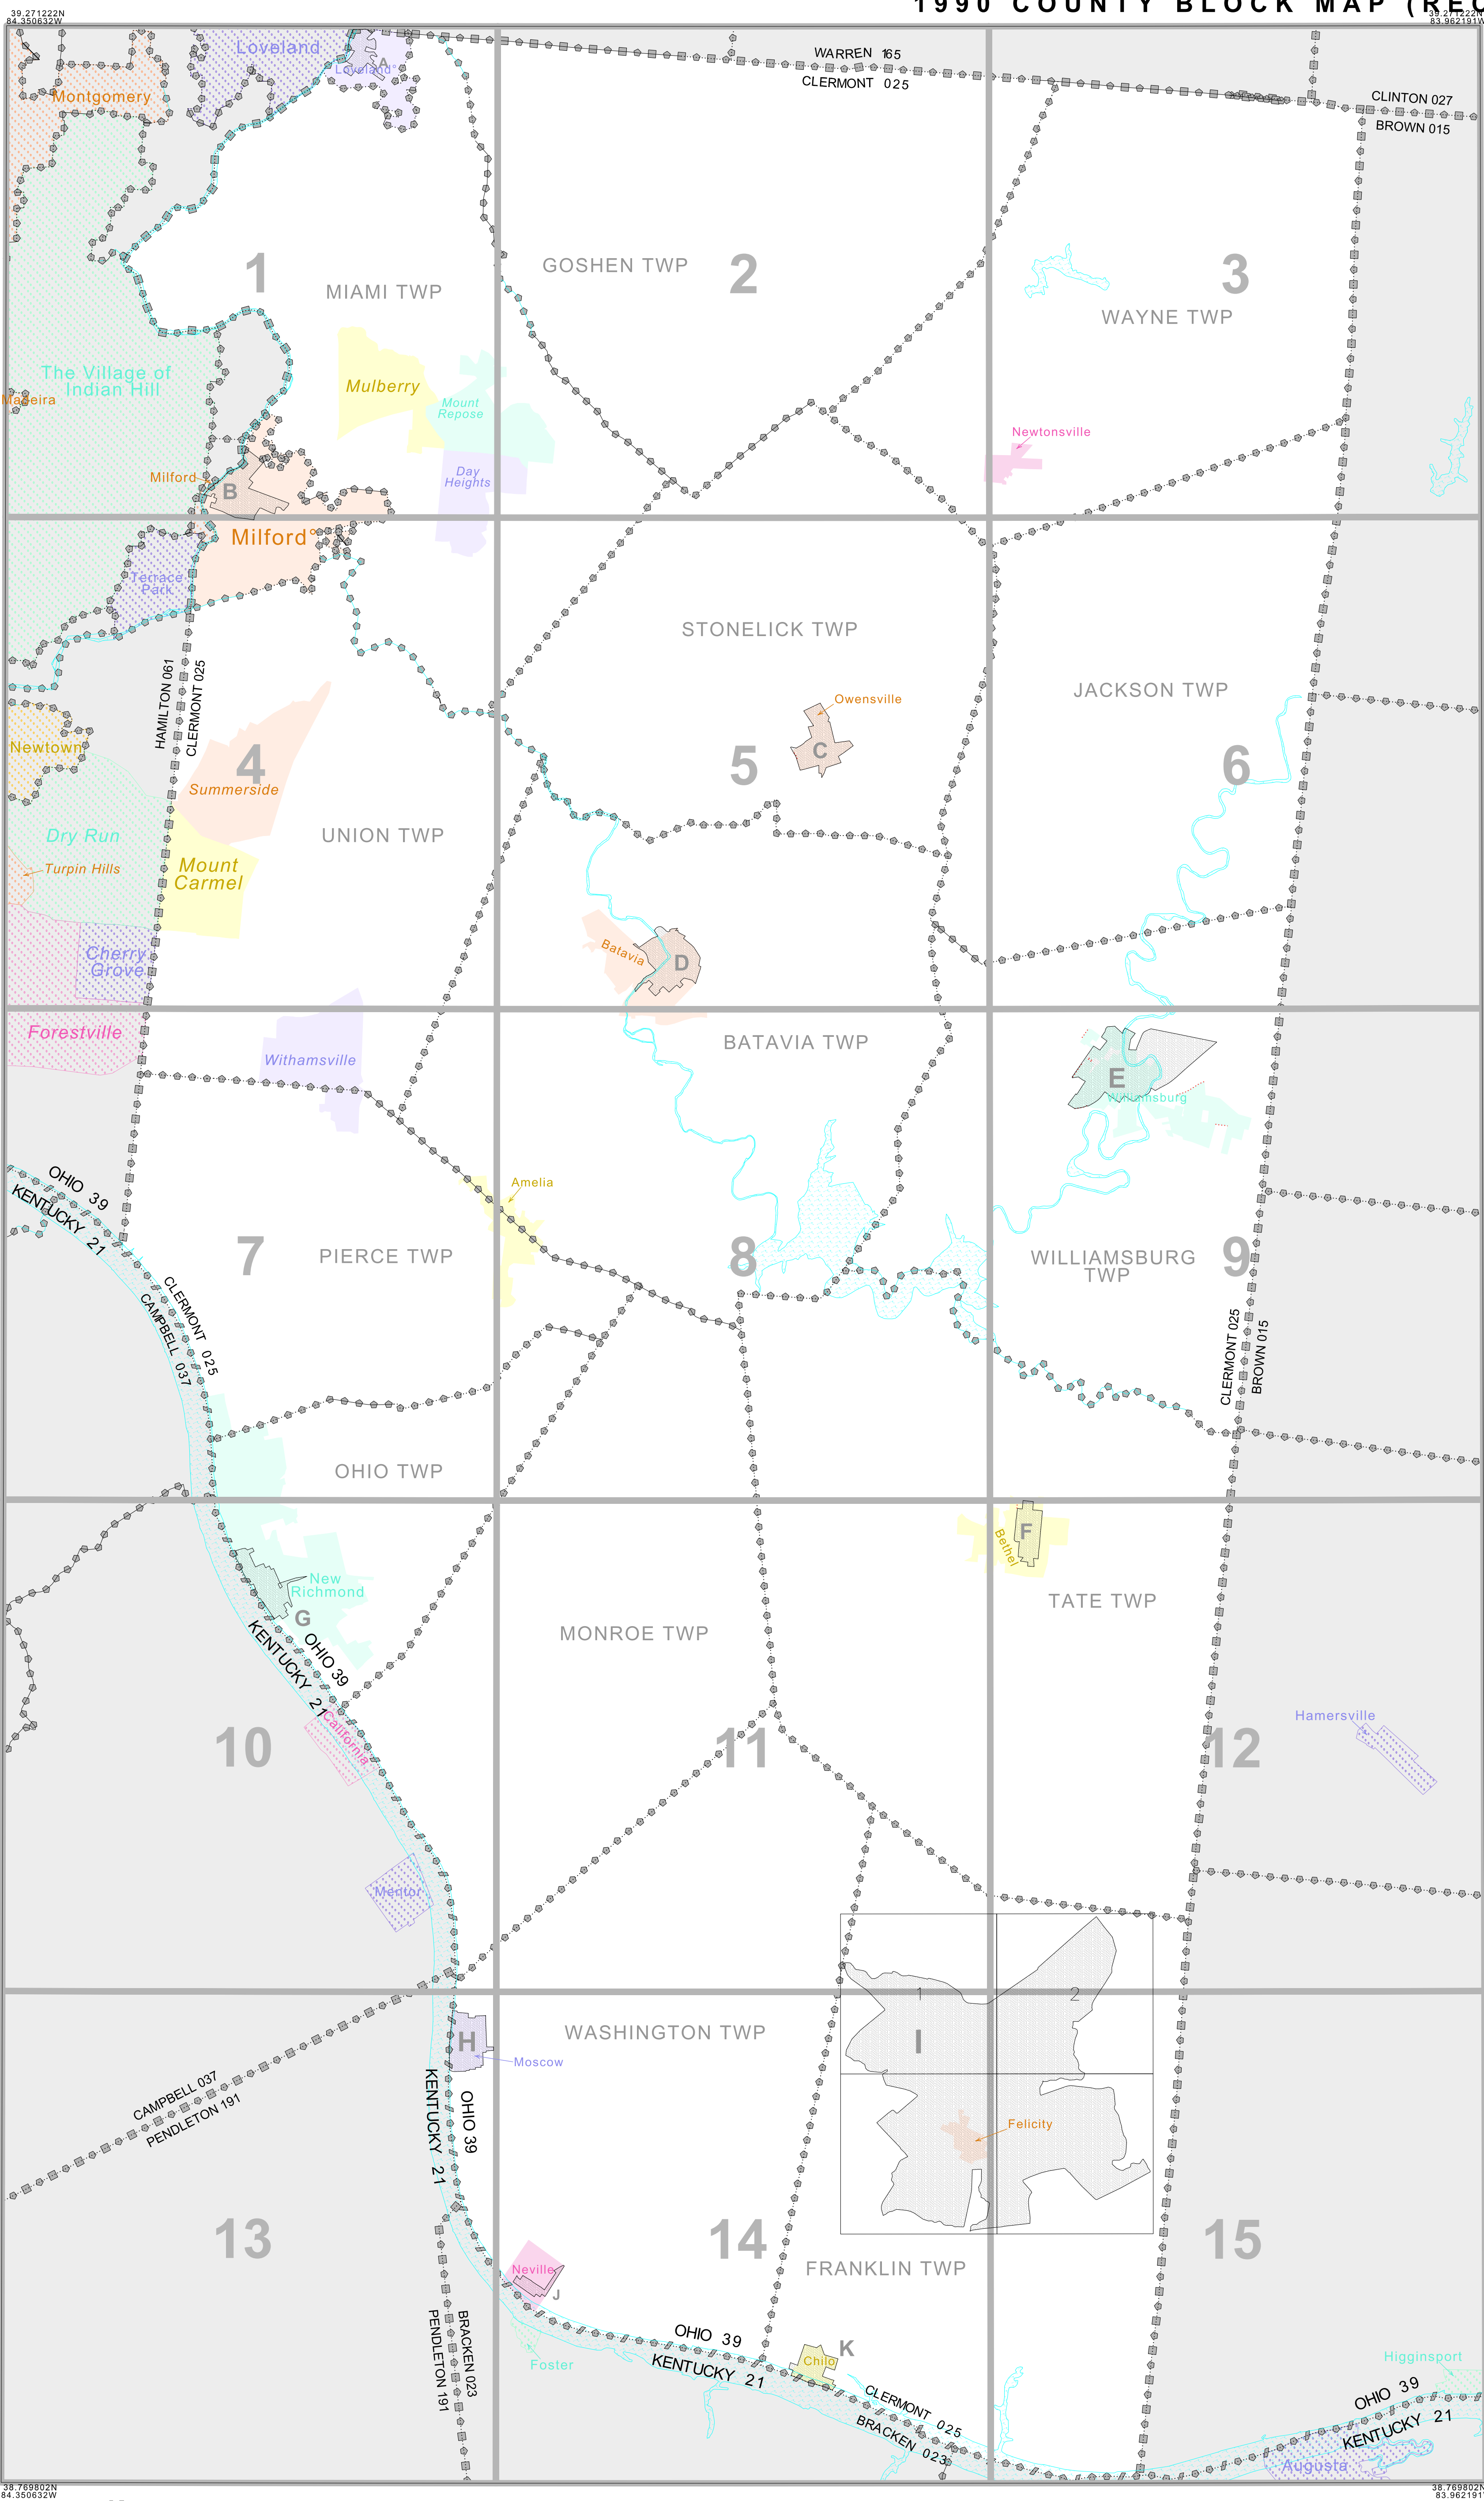 1990 COUNTY BLOCK MAP (REC
39.271222N
84.350632W
39.271222N
83.962191W
Loveland
A
Loveland°
WARREN 165
CLERMONT 025
Montgomery
CLINTON 027
BROWN 015
1
MIAMI TWP
GOSHEN TWP
2
3
WAYNE TWP
The Village of
Indian Hill
Madeira
Mulberry
Mount
Repose
Newtonsville
Day
Heights
Milford
B
Milford°
Terrace
Park
STONELICK TWP
JACKSON TWP
HAMILTON 061
CLERMONT 025
Owensville
C
Newtown
4
5
6
Summerside
Dry Run
UNION TWP
Turpin Hills
Mount
Carmel
Cherry
Grove
Batavia
D
Forestville
Withamsville
BATAVIA TWP
E
Williamsburg
OHIO 39
KENTUCKY 21
Amelia
7
PIERCE TWP
8
WILLIAMSBURG
TWP
9
CLERMONT 025
CAMPBELL 037
CLERMONT 025
BROWN 015
OHIO TWP
F
Bethel
New
Richmond
G
TATE TWP
MONROE TWP
OHIO 39
KENTUCKY 21
California
Hamersville
10
11
12
Mentor
1
2
H
WASHINGTON TWP
I
Moscow
CAMPBELL 037
PENDLETON 191
OHIO 39
KENTUCKY 21
Felicity
13
14
15
Neville
J
FRANKLIN TWP
BRACKEN 023
PENDLETON 191
OHIO 39
KENTUCKY 21
K
Chilo
Foster
Higginsport
CLERMONT 025
BRACKEN 023
OHIO 39
KENTUCKY 21
Augusta
38.769802N
84.350632W
38.769802N
83.962191